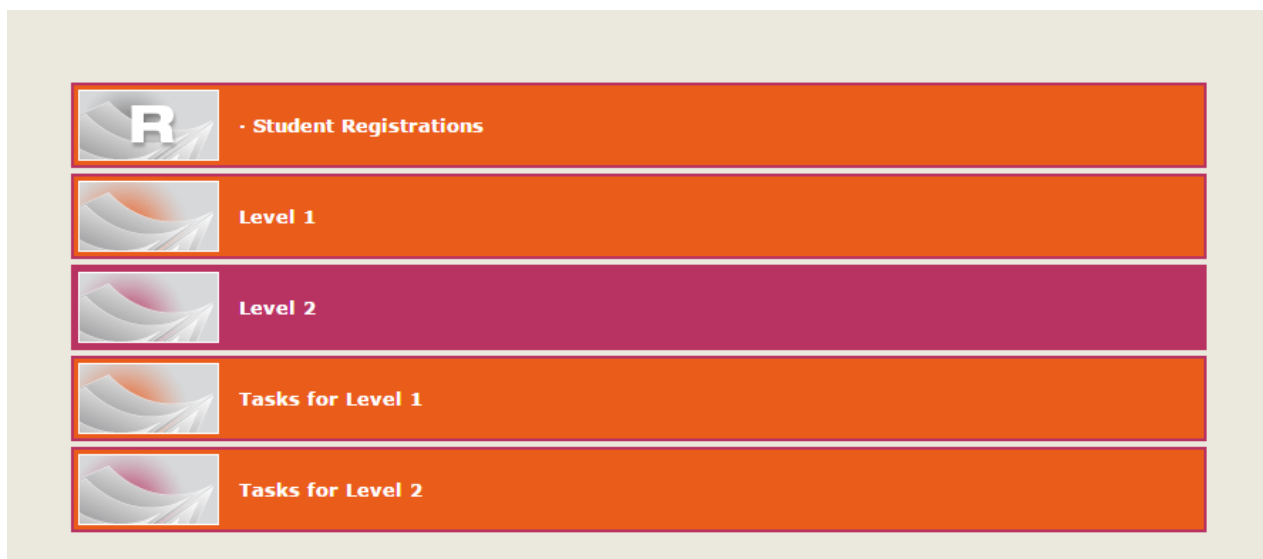 R
- Student Registrations
Level 1
Level 2
Tasks for Level 1
Tasks for Level 2